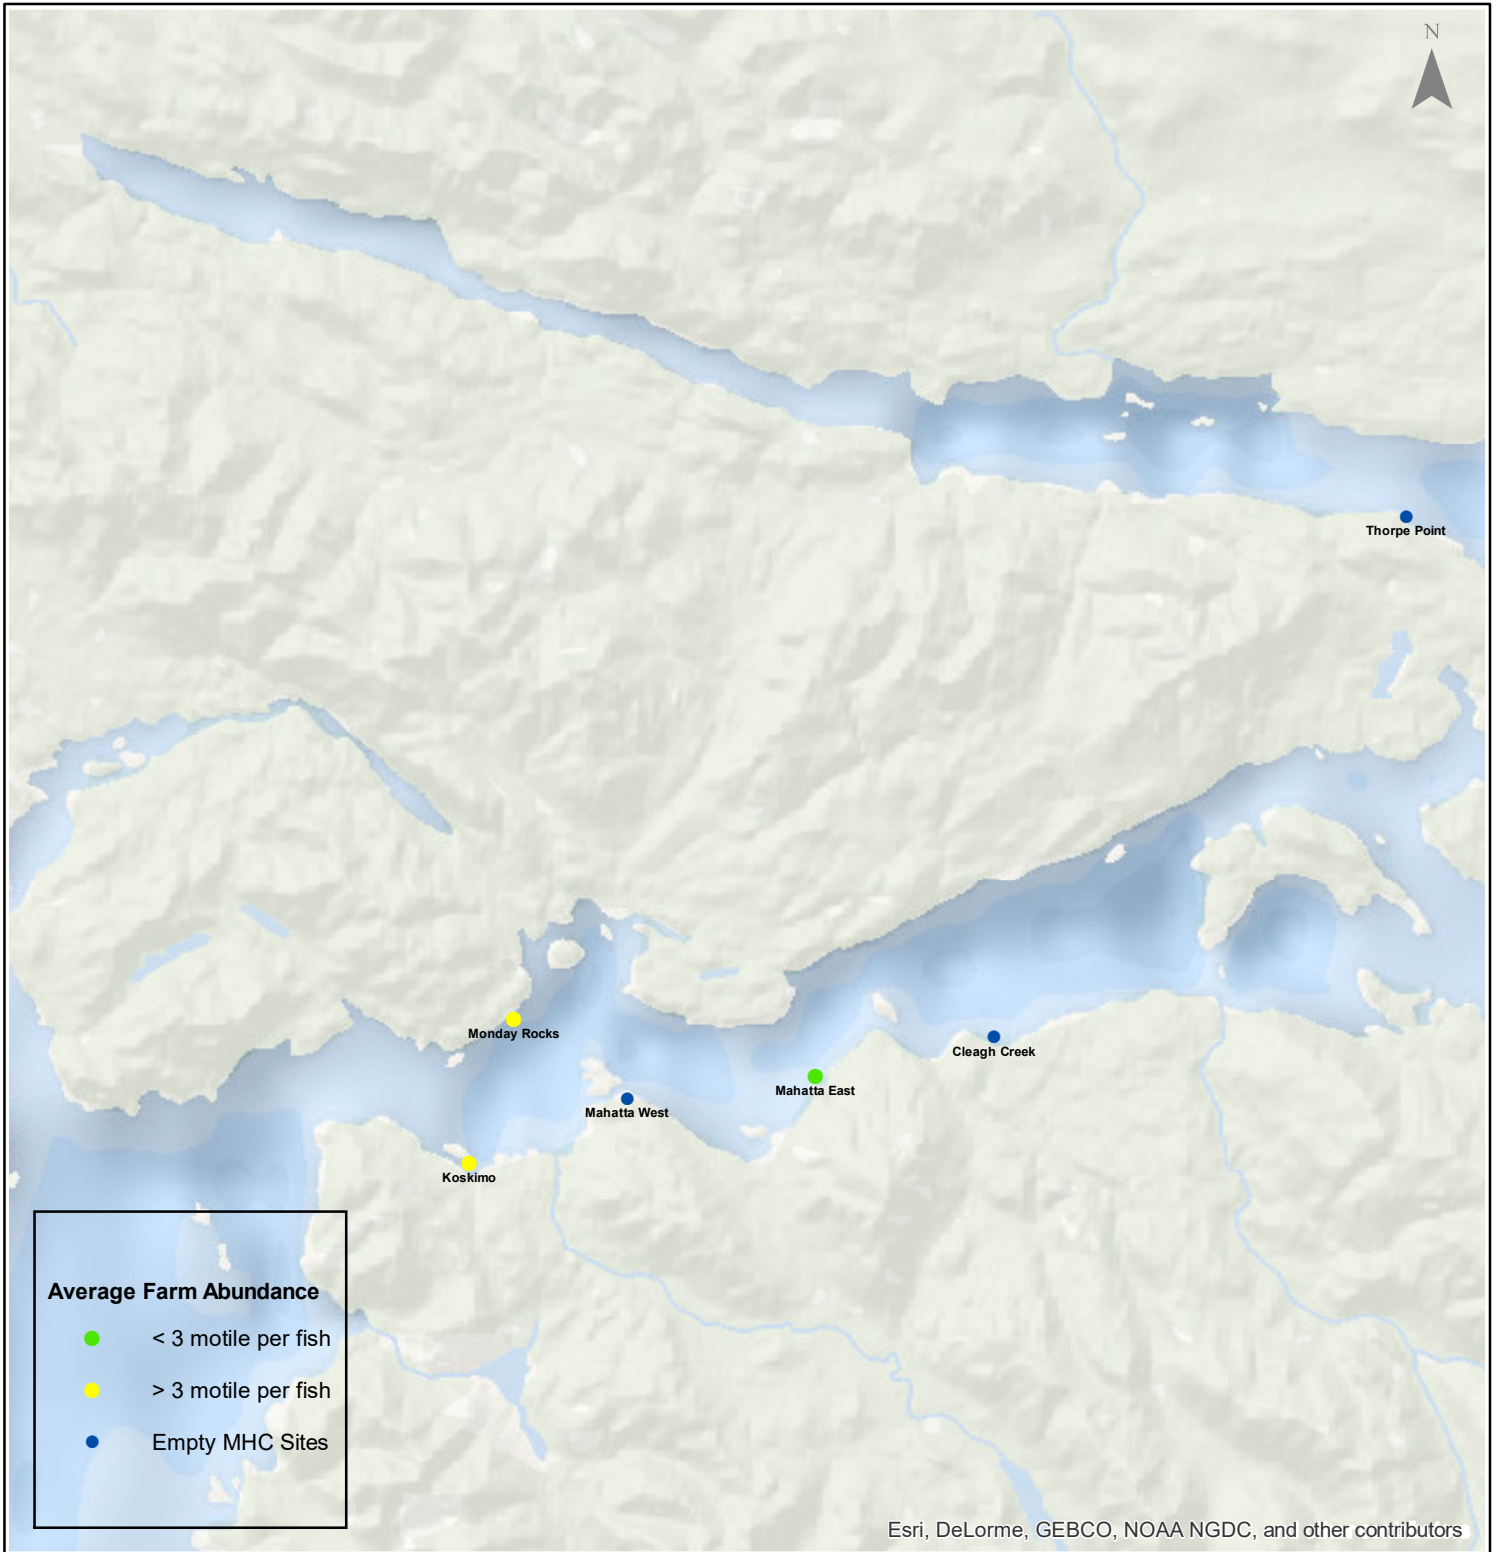 N
Thorpe Point
Monday Rocks
Cleagh Creek
Mahatta East
Mahatta West
Koskimo
Average Farm Abundance
< 3 motile per fish
> 3 motile per fish
Empty MHC Sites
Esri, DeLorme, GEBCO, NOAA NGDC, and other contributors